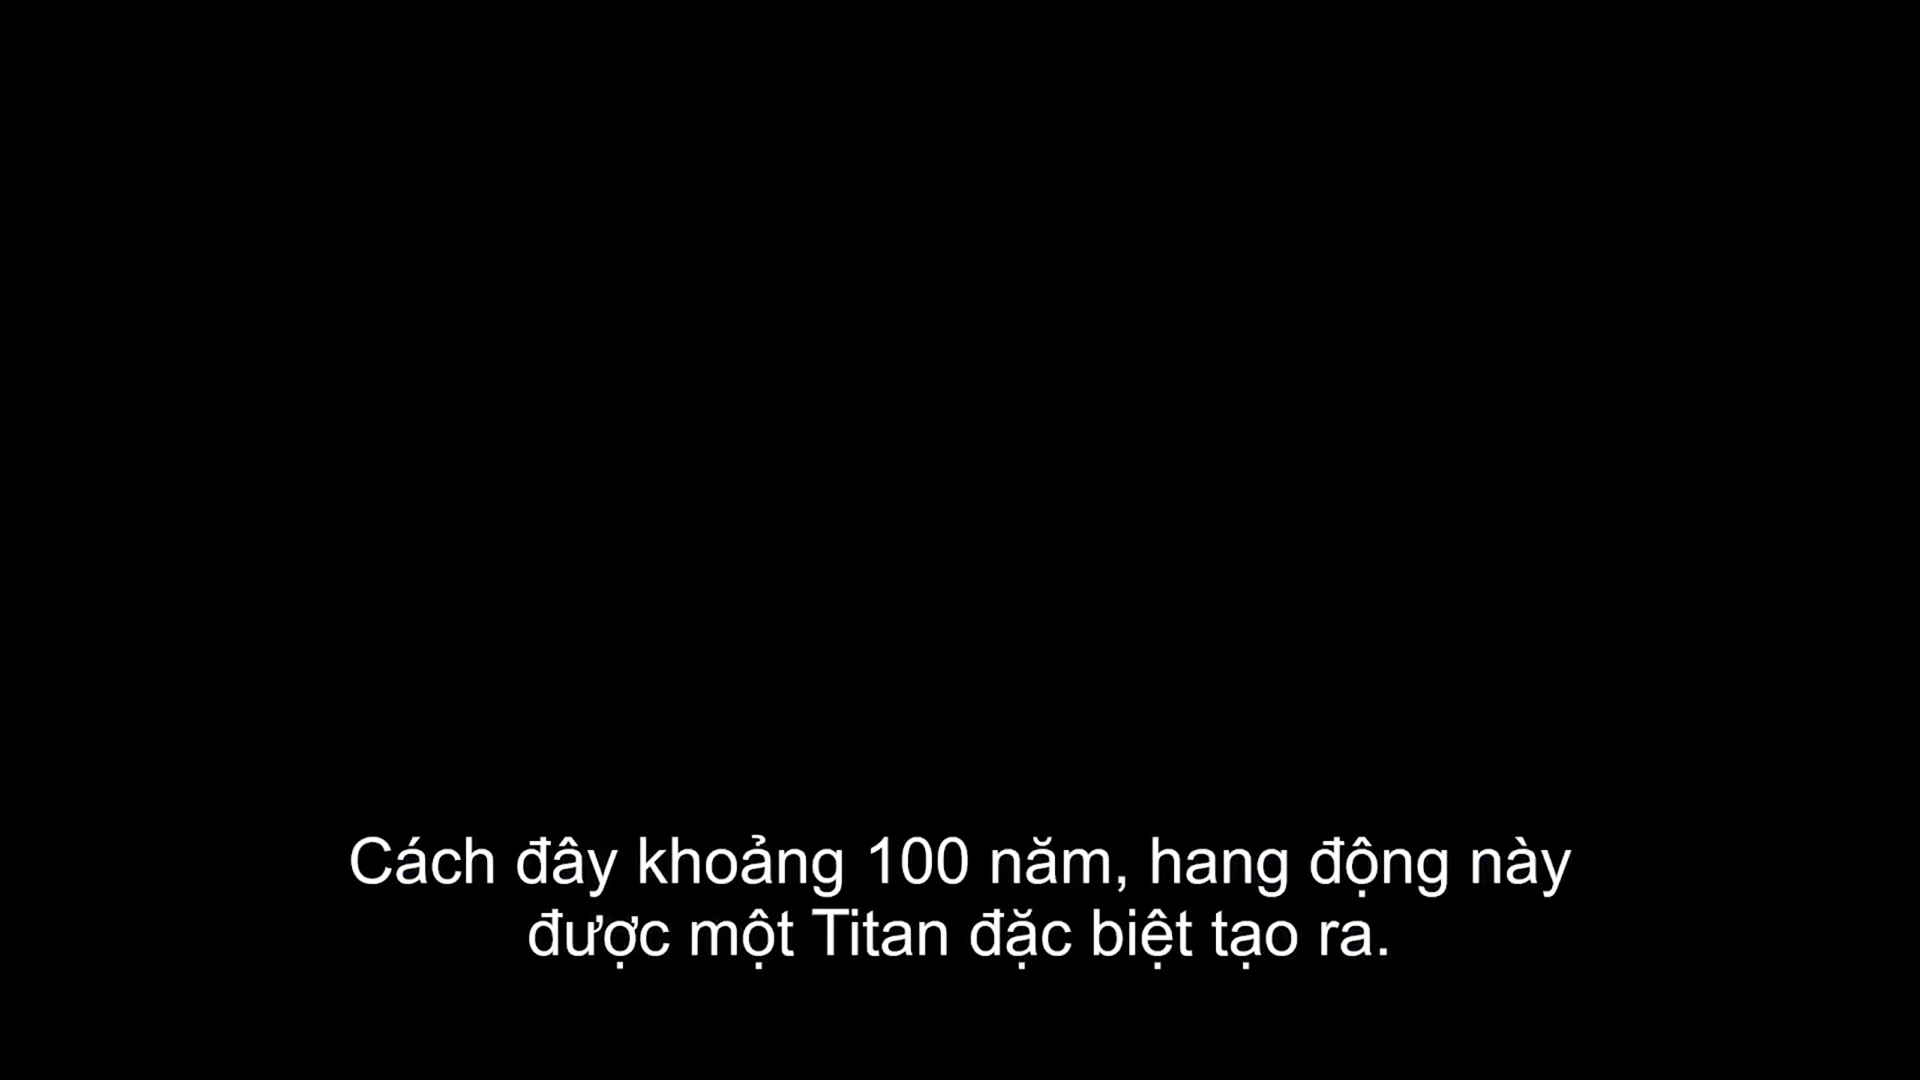 Cách đây khoảng 100 năm, hang động này
được một Titan đặc biệt tạo ra.